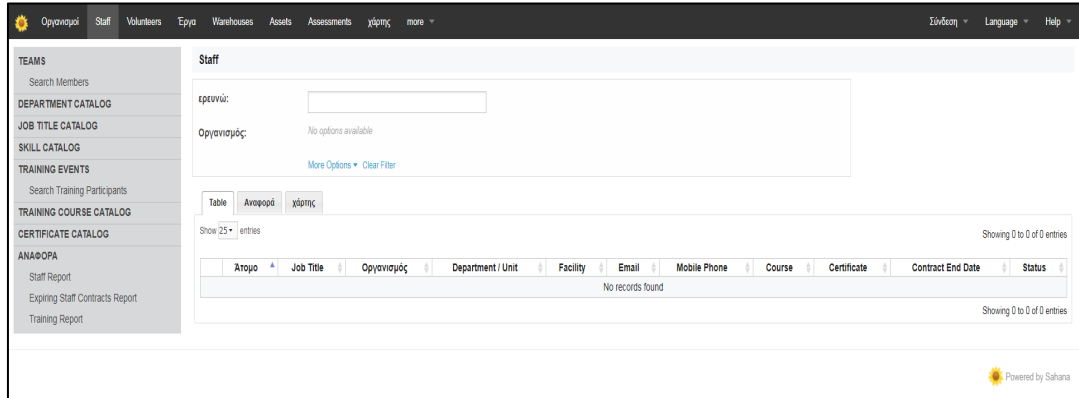 Οργανισμοί Staff Volunteers Έργα Warehouses Assets Assessments χάρτης more Σύνδεση Language Help
TEAMS
Search Members
DEPARTMENT CATALOG
JOB TITLE CATALOG
SKILL CATALOG
TRAINING EVENTS
Search Training Participants
TRAINING COURSE CATALOG
CERTIFICATE CATALOG
ΑΝΑΦΟΡΑ
Staff Report
Expiring Staff Contracts Report
Training Report
Staff
ερευνώ:
Οργανισμός: No options available
More Options Clear Filter
Table Αναφορά χάρτης
Show 25 entries Showing 0 to 0 of 0 entries
Άτομο Job Title Οργανισμός Department / Unit Facility Email Mobile Phone Course Certificate Contract End Date Status
No records found
Showing 0 to 0 of 0 entries
Powered by Sahana